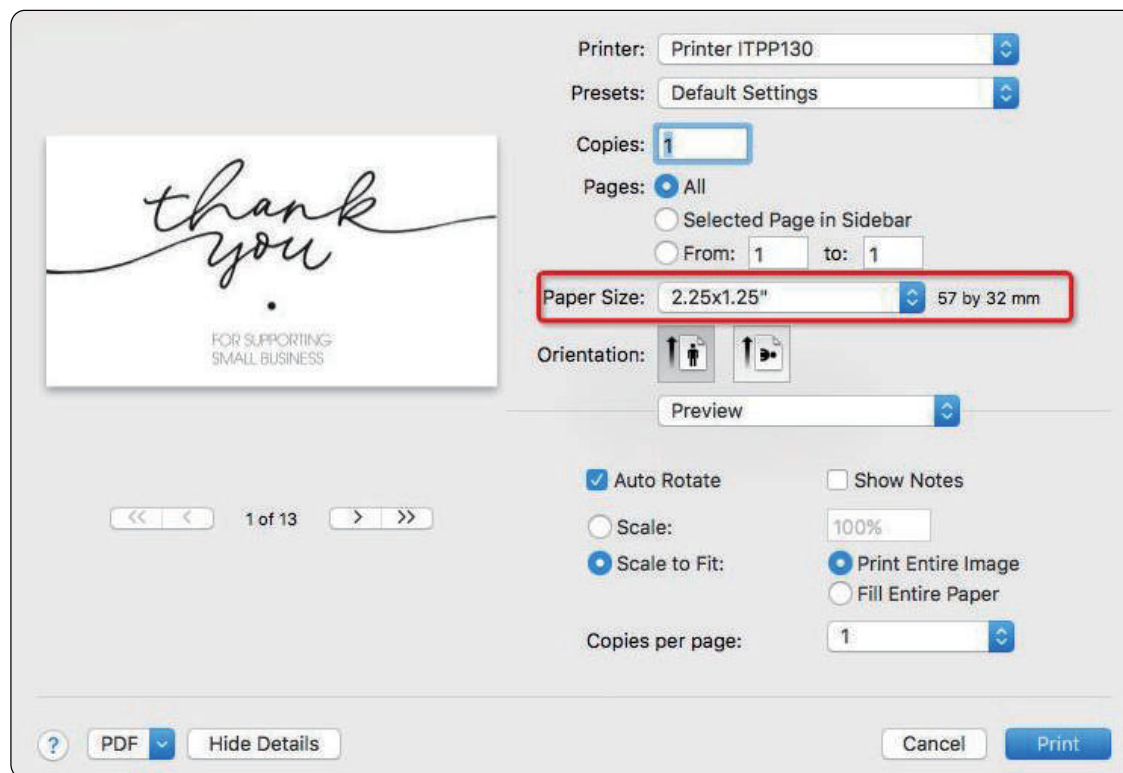 Printer: Printer ITPP130
Presets: Default Settings
Copies: 1
Pages: All
Selected Page in Sidebar
From: 1 to: 1
Paper Size: 2.25x1.25" 57 by 32 mm
Orientation:
Preview
Auto Rotate Show Notes
Scale: 100%
Scale to Fit: Print Entire Image
Fill Entire Paper
Copies per page: 1
thank
you
FOR SUPPORTING
SMALL BUSINESS
<< < 1 of 13 > >>
? PDF Hide Details Cancel Print